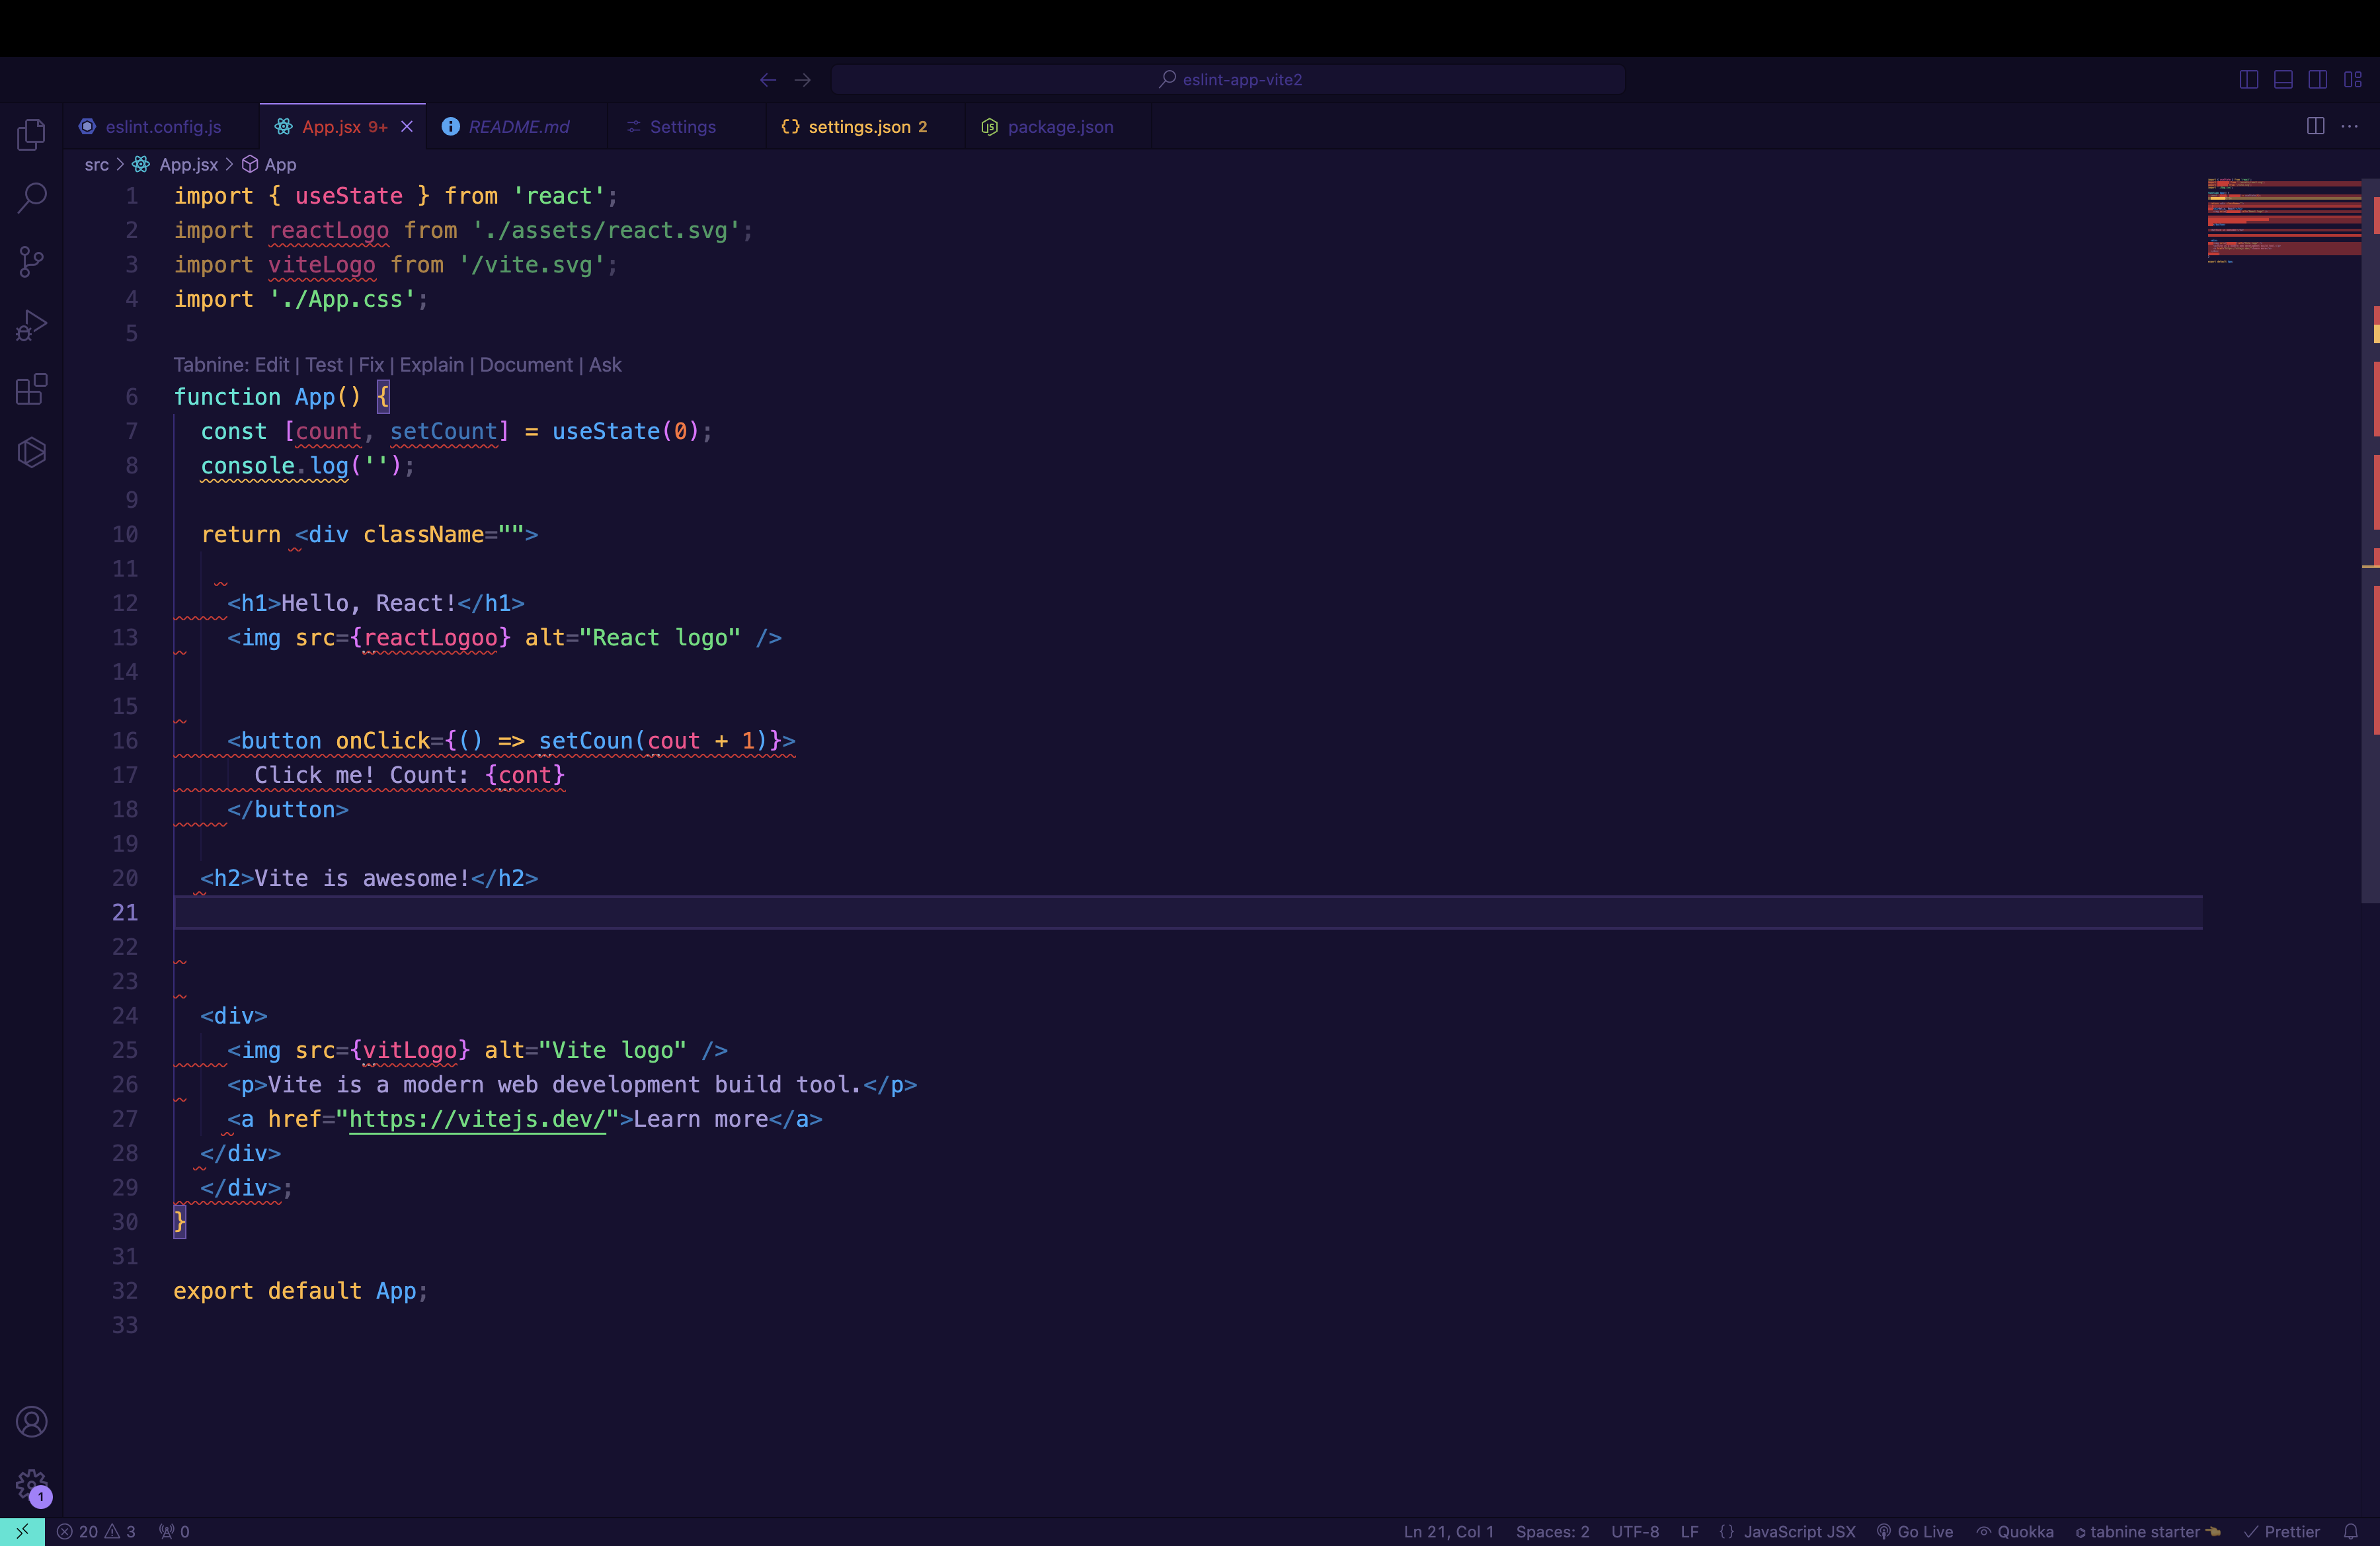 eslint-app-vite2
eslint.config.js
App.jsx 9+
README.md
Settings
settings.json 2
package.json
src > App.jsx > App
1 import { useState } from 'react';
2 import reactLogo from './assets/react.svg';
3 import viteLogo from '/vite.svg';
4 import './App.css';
5
Tabnine: Edit | Test | Fix | Explain | Document | Ask
6 function App() {
7   const [count, setCount] = useState(0);
8   console.log('');
9
10   return <div className="">
11
12     <h1>Hello, React!</h1>
13     <img src={reactLogoo} alt="React logo" />
14
15
16     <button onClick={() => setCoun(cout + 1)}>
17       Click me! Count: {cont}
18     </button>
19
20   <h2>Vite is awesome!</h2>
21
22
23
24   <div>
25     <img src={vitLogo} alt="Vite logo" />
26     <p>Vite is a modern web development build tool.</p>
27     <a href="https://vitejs.dev/">Learn more</a>
28   </div>
29   </div>;
30 }
31
32 export default App;
33
1
20 3 0
Ln 21, Col 1 Spaces: 2 UTF-8 LF {} JavaScript JSX Go Live Quokka tabnine starter Prettier